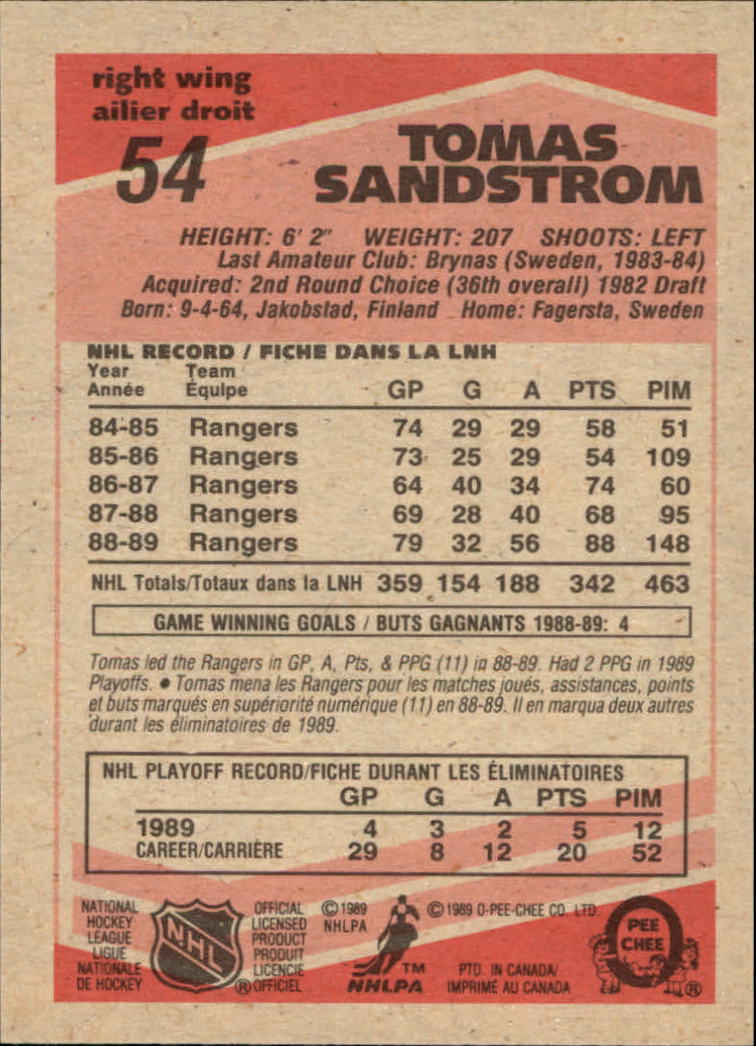 right wing
ailier droit
54
TOMAS
SANDSTROM
HEIGHT: 6' 2" WEIGHT: 207 SHOOTS: LEFT
Last Amateur Club: Brynas (Sweden, 1983-84)
Acquired: 2nd Round Choice (36th overall) 1982 Draft
Born: 9-4-64, Jakobstad, Finland Home: Fagersta, Sweden
NHL RECORD / FICHE DANS LA LNH
Year Team
Année Équipe GP G A PTS PIM
84-85 Rangers 74 29 29 58 51
85-86 Rangers 73 25 29 54 109
86-87 Rangers 64 40 34 74 60
87-88 Rangers 69 28 40 68 95
88-89 Rangers 79 32 56 88 148
NHL Totals/Totaux dans la LNH 359 154 188 342 463
GAME WINNING GOALS / BUTS GAGNANTS 1988-89: 4
Tomas led the Rangers in GP, A, Pts, & PPG (11) in 88-89. Had 2 PPG in 1989
Playoffs. ● Tomas mena les Rangers pour les matches joués, assistances, points
et buts marqués en supériorité numérique (11) en 88-89. Il en marqua deux autres
durant les éliminatoires de 1989.
NHL PLAYOFF RECORD/FICHE DURANT LES ÉLIMINATOIRES
GP G A PTS PIM
1989 4 3 2 5 12
CAREER/CARRIÈRE 29 8 12 20 52
NATIONAL
HOCKEY
LEAGUE
LIGUE
NATIONALE
DE HOCKEY
NHL
OFFICIAL
LICENSED
PRODUCT
PRODUIT
LICENCIE
® OFFICIEL
© 1989
NHLPA
TM
NHLPA
© 1989 O-PEE-CHEE CO. LTD.
PTD. IN CANADA/
IMPRIMÉ AU CANADA
PEE
CHEE
®